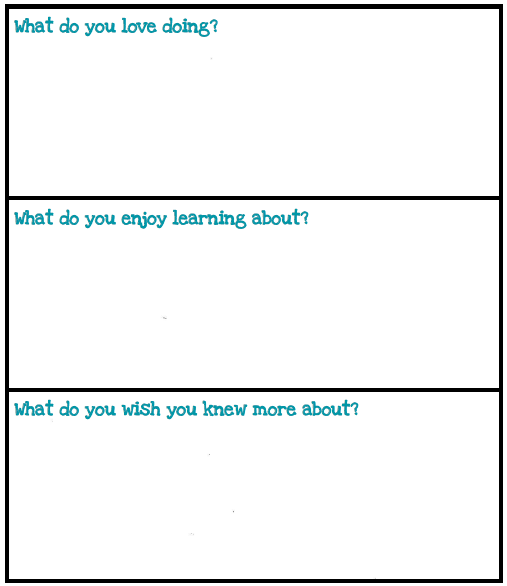 What do you love doing?
What do you enjoy learning about?
What do you wish you knew more about?